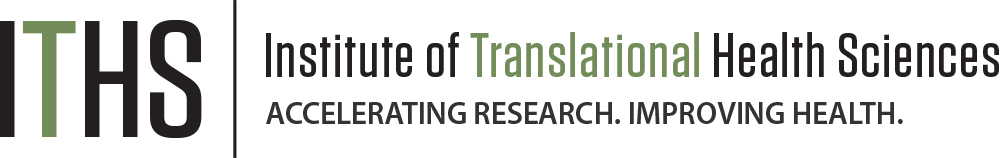 ITHS
Institute of Translational Health Sciences
ACCELERATING RESEARCH. IMPROVING HEALTH.